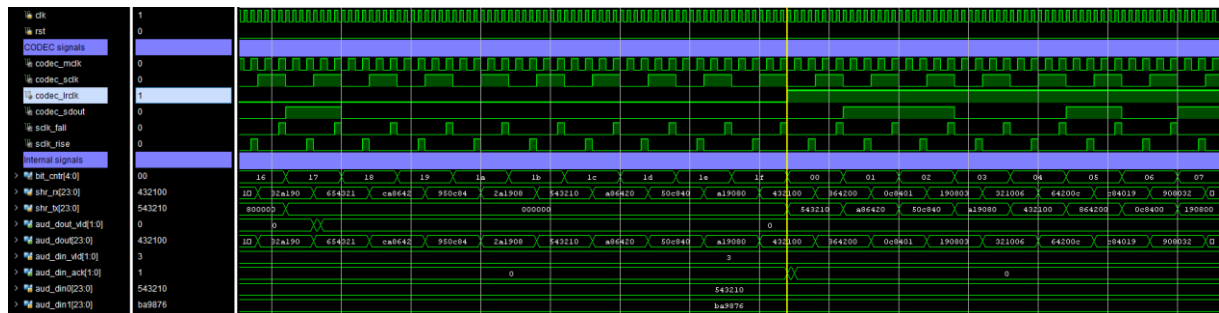 clk 1
rst 0
CODEC signals
codec_mclk 0
codec_sclk 0
codec_lrclk 1
codec_sdout 0
sclk_fall 0
sclk_rise 0
Internal signals
bit_cntr[4:0] 00 16 17 18 19 1a 1b 1c 1d 1e 1f 00 01 02 03 04 05 06 07
shr_rx[23:0] 432100 32a190 654321 ca8642 950c84 2a1908 543210 a86420 50c840 a19080 432100 864200 0c8401 190803 321006 64200c c84019 908032
shr_tx[23:0] 543210 800000 000000 543210 a86420 50c840 a19080 432100 864200 0c8400 190800
aud_dout_vld[1:0] 0 0 0
aud_dout[23:0] 432100 32a190 654321 ca8642 950c84 2a1908 543210 a86420 50c840 a19080 432100 864200 0c8401 190803 321006 64200c c84019 908032
aud_din_vld[1:0] 3 3
aud_din_ack[1:0] 1 0 0
aud_din0[23:0] 543210 543210
aud_din1[23:0] ba9876 ba9876